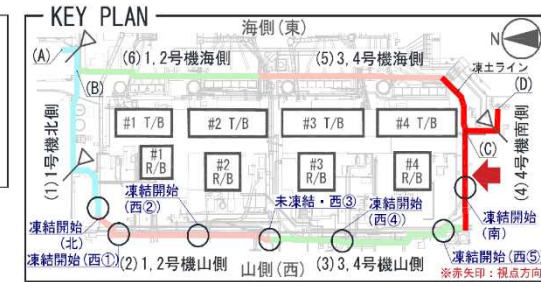 KEY PLAN
海側(東)
N
(A)
(6)1,2号機海側
(5)3,4号機海側
凍土ライン
(B)
(D)
#1 T/B
#2 T/B
#3 T/B
#4 T/B
(C)
(1)1号機北側
(4)4号機南側
#1
R/B
#2
R/B
#3
R/B
#4
R/B
凍結開始
(西②)
未凍結・西③
凍結開始
(西④)
凍結開始
(北)
凍結開始
(南)
凍結開始(西①)
(2)1,2号機山側
山側(西)
(3)3,4号機山側
凍結開始(西⑤)
※赤矢印:視点方向